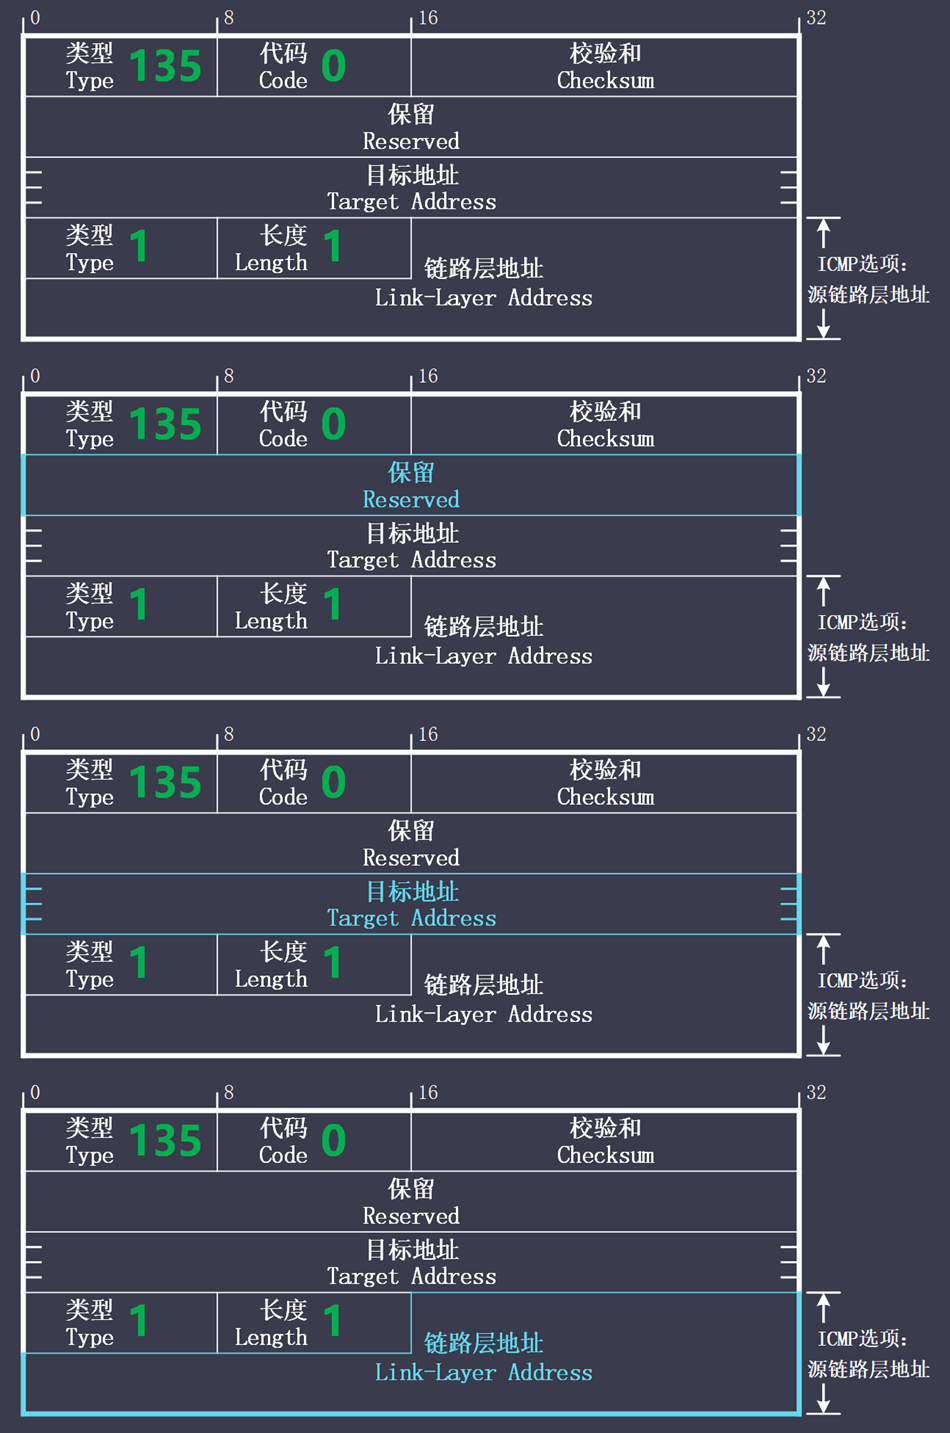 0 8 16 32
类型 135 代码 0 校验和
Type Code Checksum
保留
Reserved
目标地址
Target Address
类型 1 长度 1
Type Length
链路层地址
Link-Layer Address
ICMP选项:
源链路层地址
0 8 16 32
类型 135 代码 0 校验和
Type Code Checksum
保留
Reserved
目标地址
Target Address
类型 1 长度 1
Type Length
链路层地址
Link-Layer Address
ICMP选项:
源链路层地址
0 8 16 32
类型 135 代码 0 校验和
Type Code Checksum
保留
Reserved
目标地址
Target Address
类型 1 长度 1
Type Length
链路层地址
Link-Layer Address
ICMP选项:
源链路层地址
0 8 16 32
类型 135 代码 0 校验和
Type Code Checksum
保留
Reserved
目标地址
Target Address
类型 1 长度 1
Type Length
链路层地址
Link-Layer Address
ICMP选项:
源链路层地址